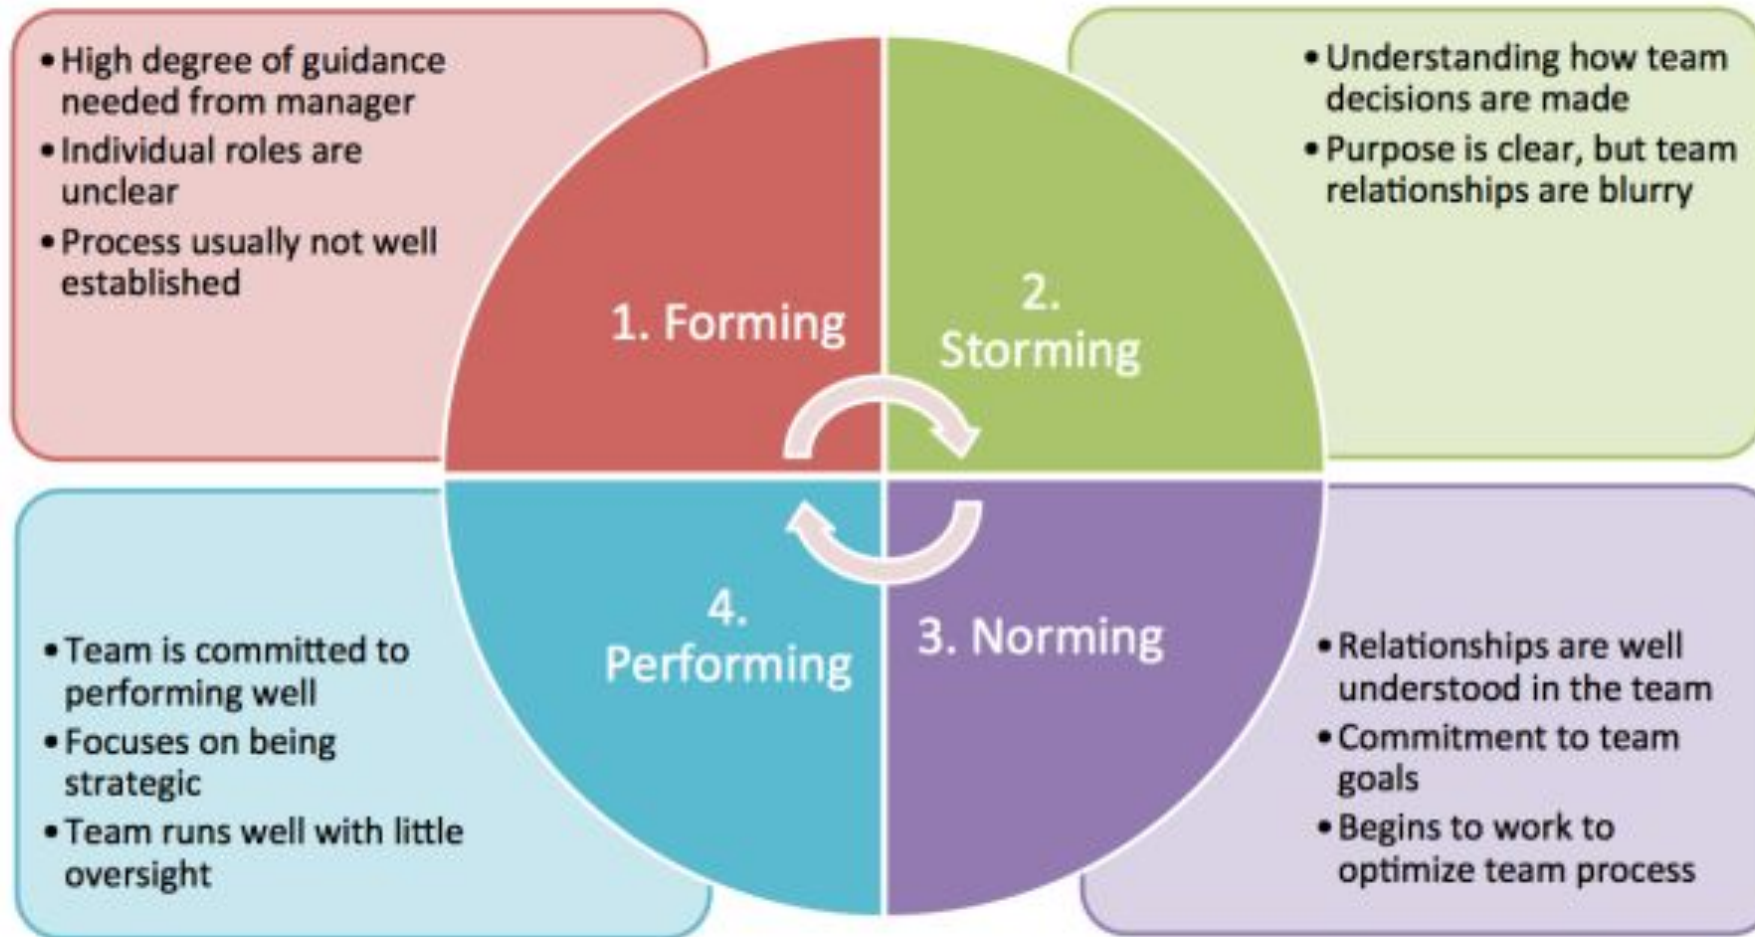 • High degree of guidance
needed from manager
• Individual roles are
unclear
• Process usually not well
established
1. Forming
• Understanding how team
decisions are made
• Purpose is clear, but team
relationships are blurry
2.
Storming
• Relationships are well
understood in the team
• Commitment to team
goals
• Begins to work to
optimize team process
3. Norming
• Team is committed to
performing well
• Focuses on being
strategic
• Team runs well with little
oversight
4.
Performing